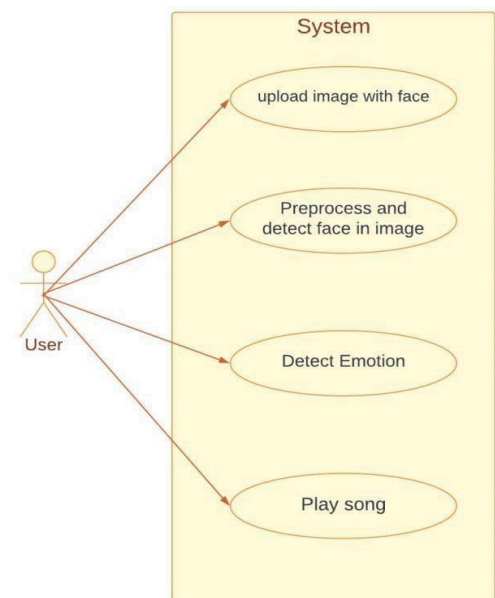 System
upload image with face
Preprocess and
detect face in image
Detect Emotion
User
Play song